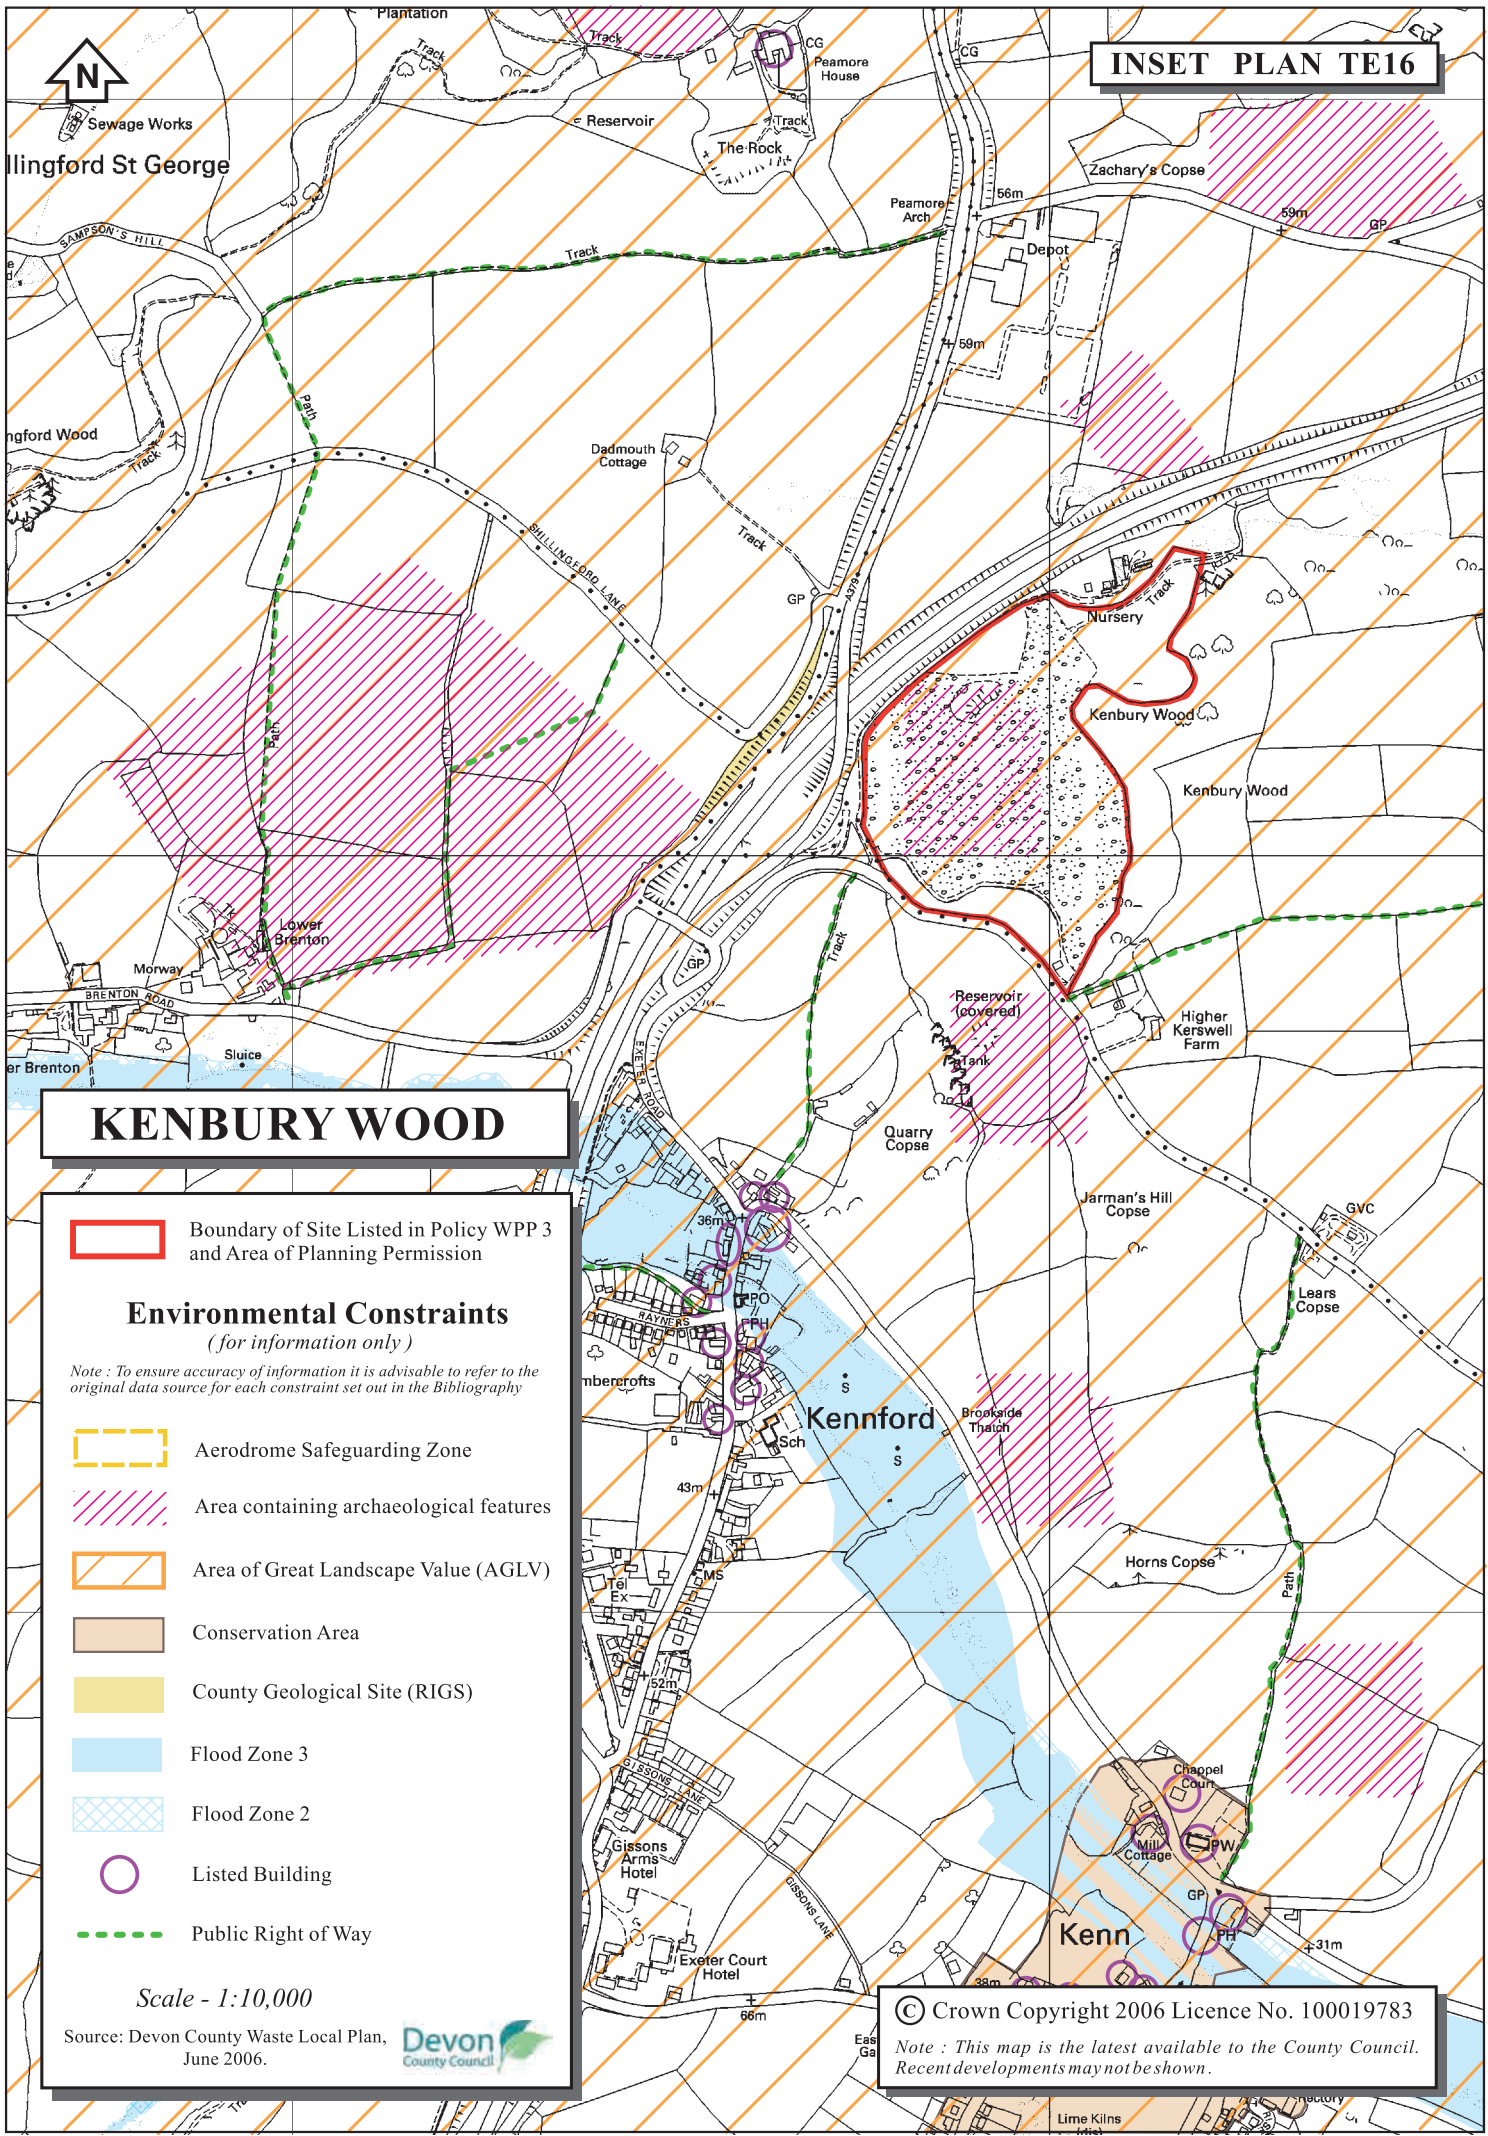 Plantation
Track
Track
CG
Peamore
House
CG
INSET PLAN TE16
N
Sewage Works
Reservoir
Track
The Rock
llingford St George
Zachary's Copse
56m
Peamore
Arch
59m
GP
SAMPSON'S HILL
Track
Depot
59m
Path
ngford Wood
Track
Dadmouth
Cottage
Track
SHILLINGFORD LANE
GP
A379
Nursery
Track
Kenbury Wood
Path
Kenbury Wood
Tk
Lower
Brenton
Morway
BRENTON ROAD
Track
GP
Reservoir
(covered)
Higher
Kerswell
Farm
Sluice
er Brenton
Tank
EXETER ROAD
KENBURY WOOD
Quarry
Copse
Jarman's Hill
Copse
GVC
36m
Lears
Copse
PO
RAYNERS
PH
mbercrofts
S
Kennford
Brookside
Thatch
Sch
S
43m
Horns Copse
MS
Tel
Ex
Path
52m
GISSONS LANE
Chappel
Court
Mill
Cottage
PW
Gissons
Arms
Hotel
GISSONS LANE
GP
Kenn
PH
31m
Exeter Court
Hotel
38m
66m
Boundary of Site Listed in Policy WPP 3
and Area of Planning Permission
Environmental Constraints
( for information only )
Note : To ensure accuracy of information it is advisable to refer to the
original data source for each constraint set out in the Bibliography
Aerodrome Safeguarding Zone
Area containing archaeological features
Area of Great Landscape Value (AGLV)
Conservation Area
County Geological Site (RIGS)
Flood Zone 3
Flood Zone 2
Listed Building
Public Right of Way
Scale - 1:10,000
Source: Devon County Waste Local Plan,
June 2006.
Devon
County Council
© Crown Copyright 2006 Licence No. 100019783
Note : This map is the latest available to the County Council.
Recent developments may not be shown .
Eas
Ga
Lime Kilns
(dis)
Rectory